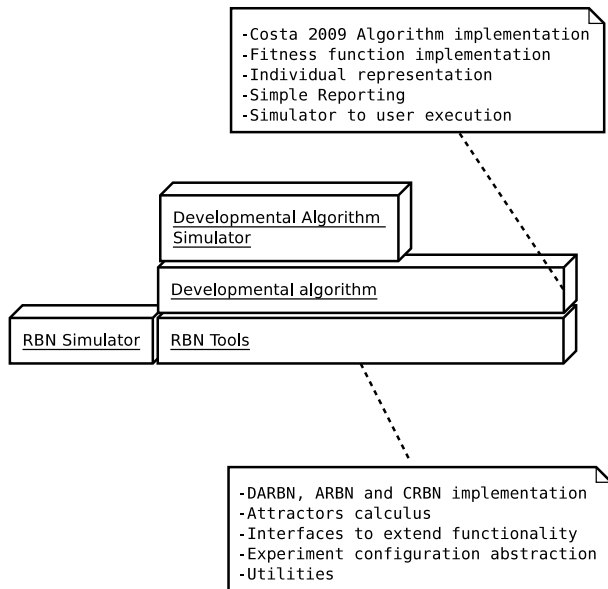 -Costa 2009 Algorithm implementation
-Fitness function implementation
-Individual representation
-Simple Reporting
-Simulator to user execution
Developmental Algorithm
Simulator
Developmental algorithm
RBN Simulator
RBN Tools
-DARBN, ARBN and CRBN implementation
-Attractors calculus
-Interfaces to extend functionality
-Experiment configuration abstraction
-Utilities